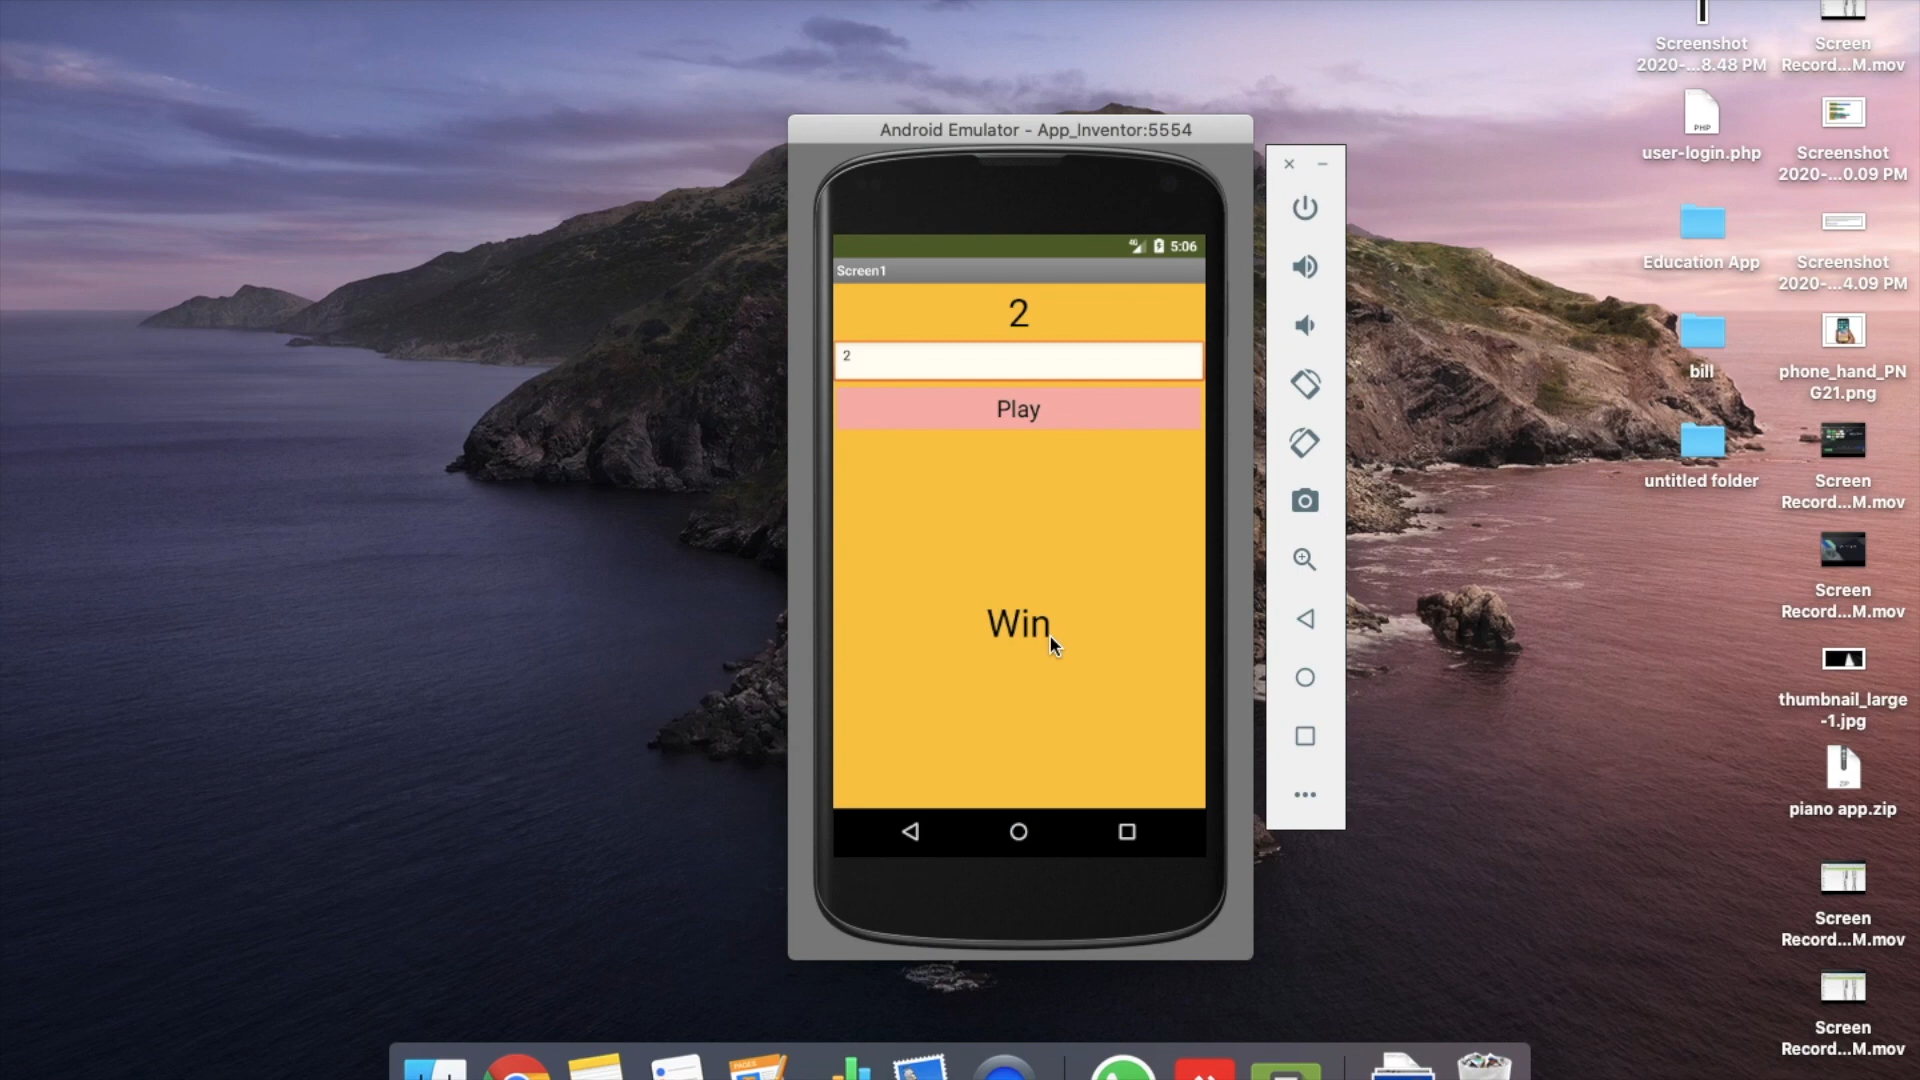 Android Emulator - App_Inventor:5554
5:06
Screen1
2
2
Play
Win
Screenshot
2020-...8.48 PM
user-login.php
PHP
Education App
bill
untitled folder
Screen
Record...M.mov
Screenshot
2020-...0.09 PM
Screenshot
2020-...4.09 PM
phone_hand_PN
G21.png
Screen
Record...M.mov
Screen
Record...M.mov
thumbnail_large
-1.jpg
ZIP
piano app.zip
Screen
Record...M.mov
Screen
Record...M.mov